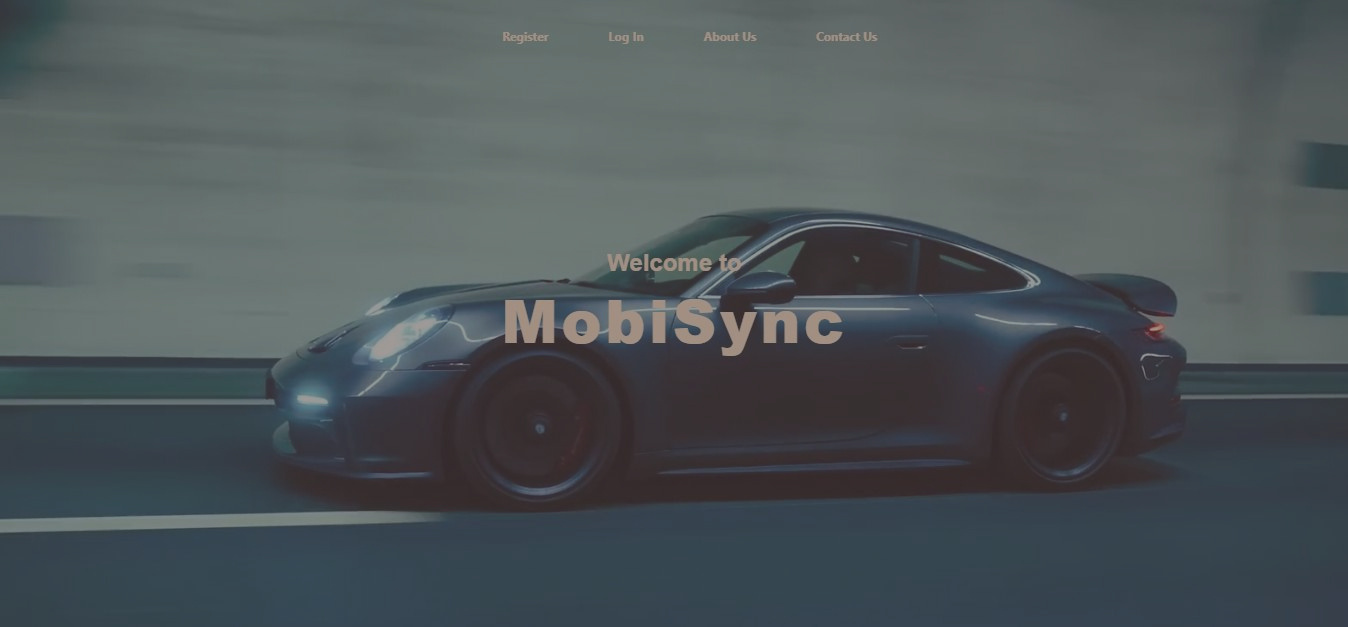 Register Log In About Us Contact Us
Welcome to
MobiSync